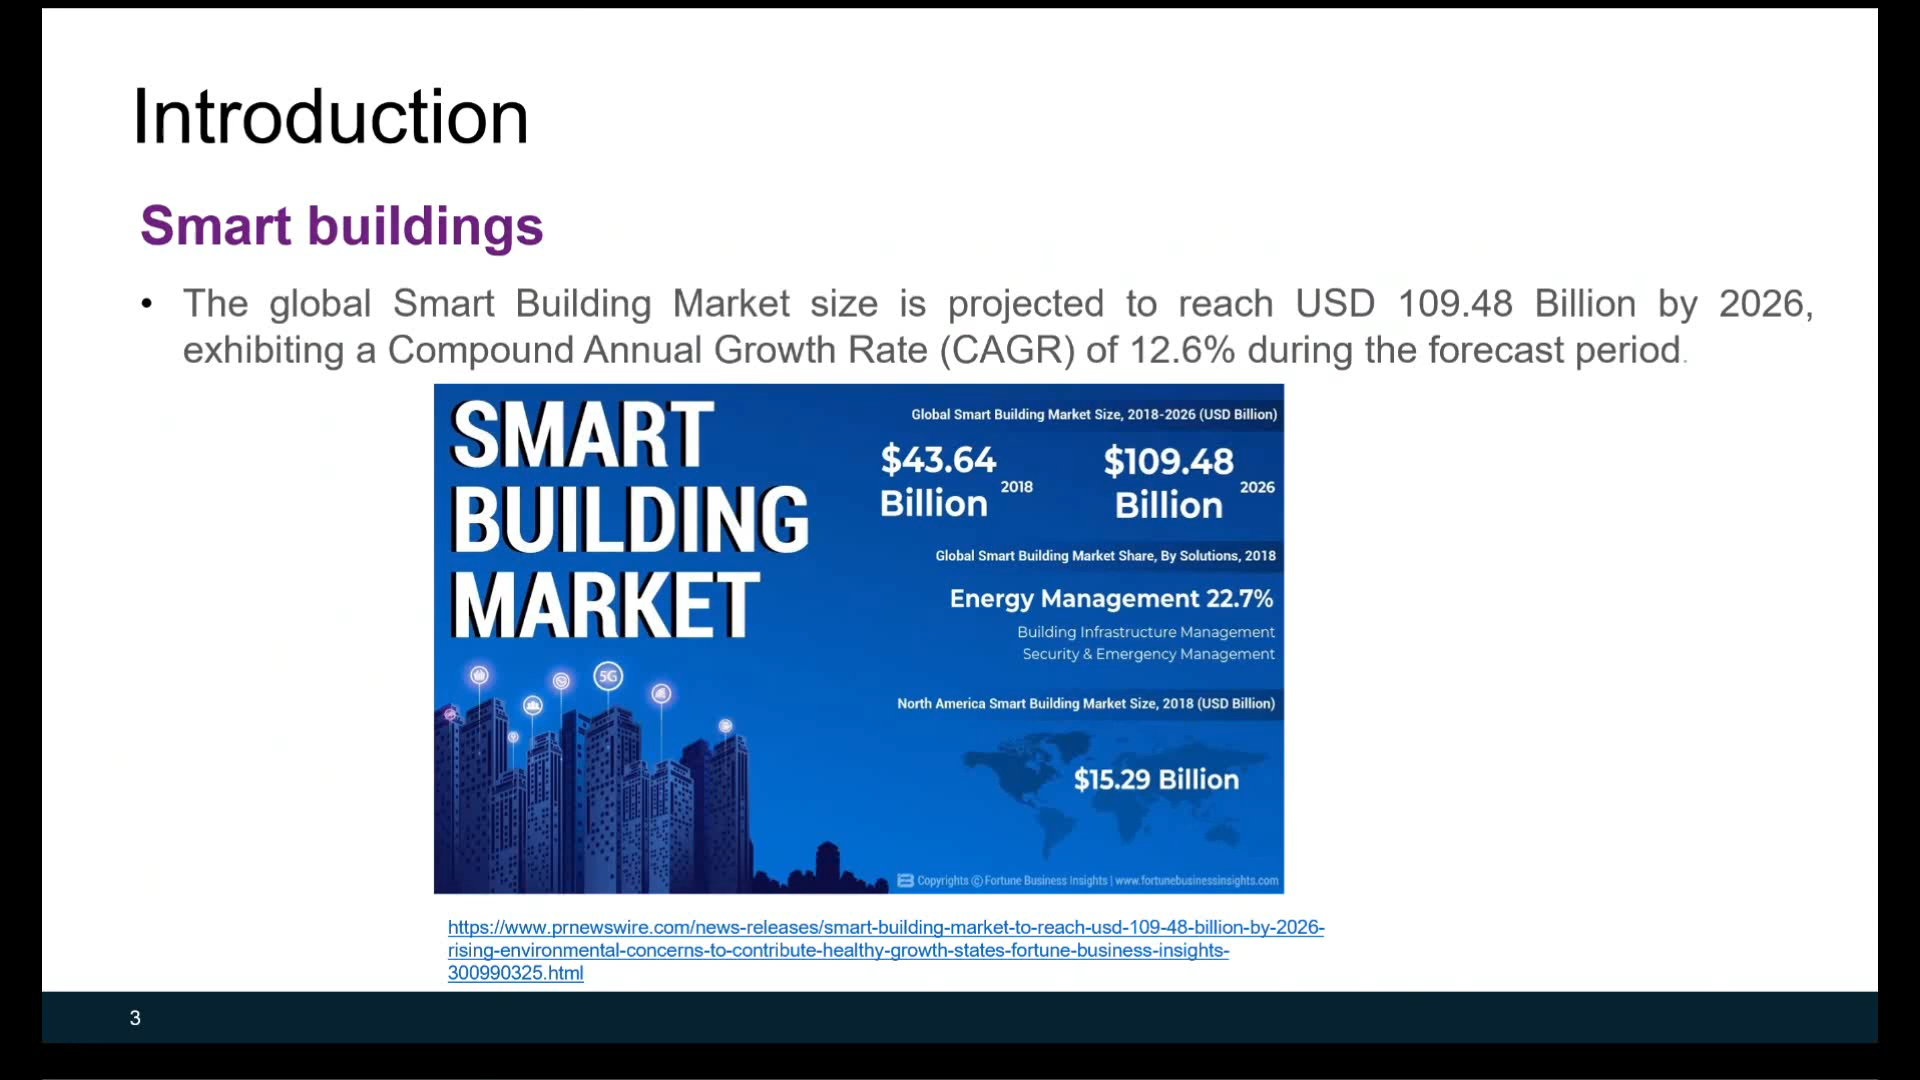 Introduction
Smart buildings
• The global Smart Building Market size is projected to reach USD 109.48 Billion by 2026,
exhibiting a Compound Annual Growth Rate (CAGR) of 12.6% during the forecast period.
SMART
BUILDING
MARKET
5G
Global Smart Building Market Size, 2018-2026 (USD Billion)
$43.64
Billion 2018
$109.48
Billion 2026
Global Smart Building Market Share, By Solutions, 2018
Energy Management 22.7%
Building Infrastructure Management
Security & Emergency Management
North America Smart Building Market Size, 2018 (USD Billion)
$15.29 Billion
Copyrights © Fortune Business Insights | www.fortunebusinessinsights.com
https://www.prnewswire.com/news-releases/smart-building-market-to-reach-usd-109-48-billion-by-2026-
rising-environmental-concerns-to-contribute-healthy-growth-states-fortune-business-insights-
300990325.html
3